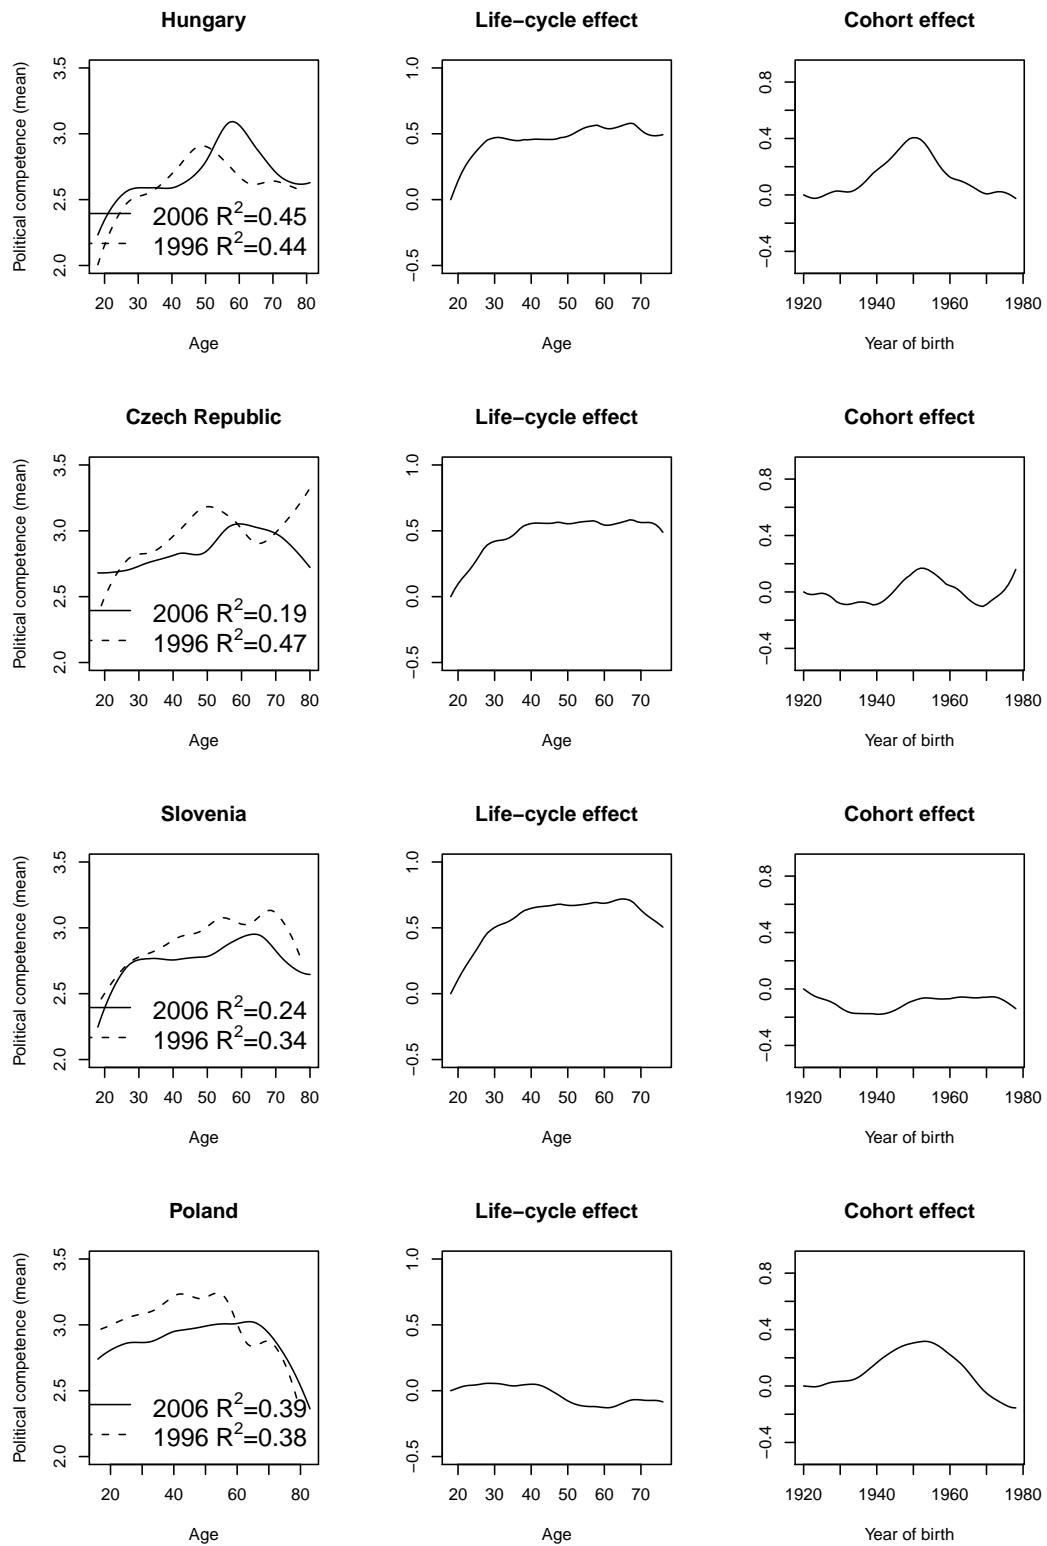 Hungary
Political competence (mean)
2.0 2.5 3.0 3.5
2006 R²=0.45
1996 R²=0.44
20 30 40 50 60 70 80
Age
Life−cycle effect
−0.5 0.0 0.5 1.0
20 30 40 50 60 70
Age
Cohort effect
−0.4 0.0 0.4 0.8
1920 1940 1960 1980
Year of birth
Czech Republic
Political competence (mean)
2.0 2.5 3.0 3.5
2006 R²=0.19
1996 R²=0.47
20 30 40 50 60 70 80
Age
Life−cycle effect
−0.5 0.0 0.5 1.0
20 30 40 50 60 70
Age
Cohort effect
−0.4 0.0 0.4 0.8
1920 1940 1960 1980
Year of birth
Slovenia
Political competence (mean)
2.0 2.5 3.0 3.5
2006 R²=0.24
1996 R²=0.34
20 30 40 50 60 70 80
Age
Life−cycle effect
−0.5 0.0 0.5 1.0
20 30 40 50 60 70
Age
Cohort effect
−0.4 0.0 0.4 0.8
1920 1940 1960 1980
Year of birth
Poland
Political competence (mean)
2.0 2.5 3.0 3.5
2006 R²=0.39
1996 R²=0.38
20 40 60 80
Age
Life−cycle effect
−0.5 0.0 0.5 1.0
20 30 40 50 60 70
Age
Cohort effect
−0.4 0.0 0.4 0.8
1920 1940 1960 1980
Year of birth